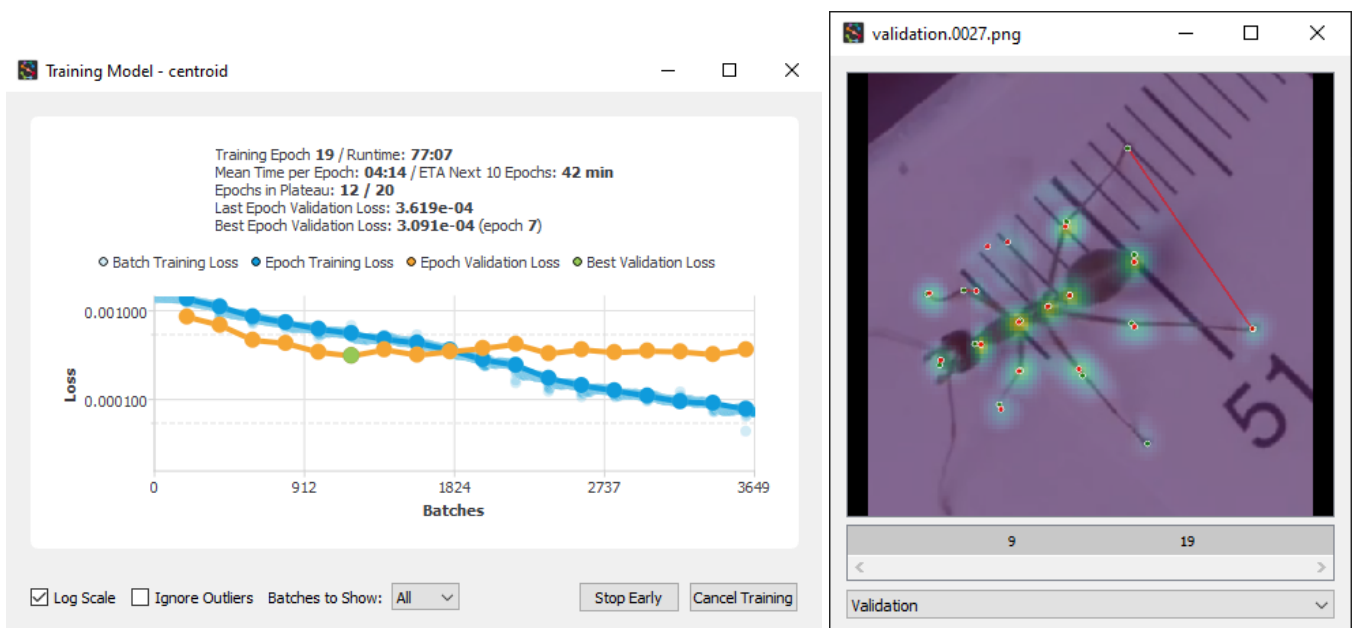 Training Model - centroid
Training Epoch 19 / Runtime: 77:07
Mean Time per Epoch: 04:14 / ETA Next 10 Epochs: 42 min
Epochs in Plateau: 12 / 20
Last Epoch Validation Loss: 3.619e-04
Best Epoch Validation Loss: 3.091e-04 (epoch 7)
Batch Training Loss Epoch Training Loss Epoch Validation Loss Best Validation Loss
0.001000
Loss
0.000100
0 912 1824 2737 3649
Batches
Log Scale Ignore Outliers Batches to Show: All Stop Early Cancel Training
validation.0027.png
51
9 19
Validation